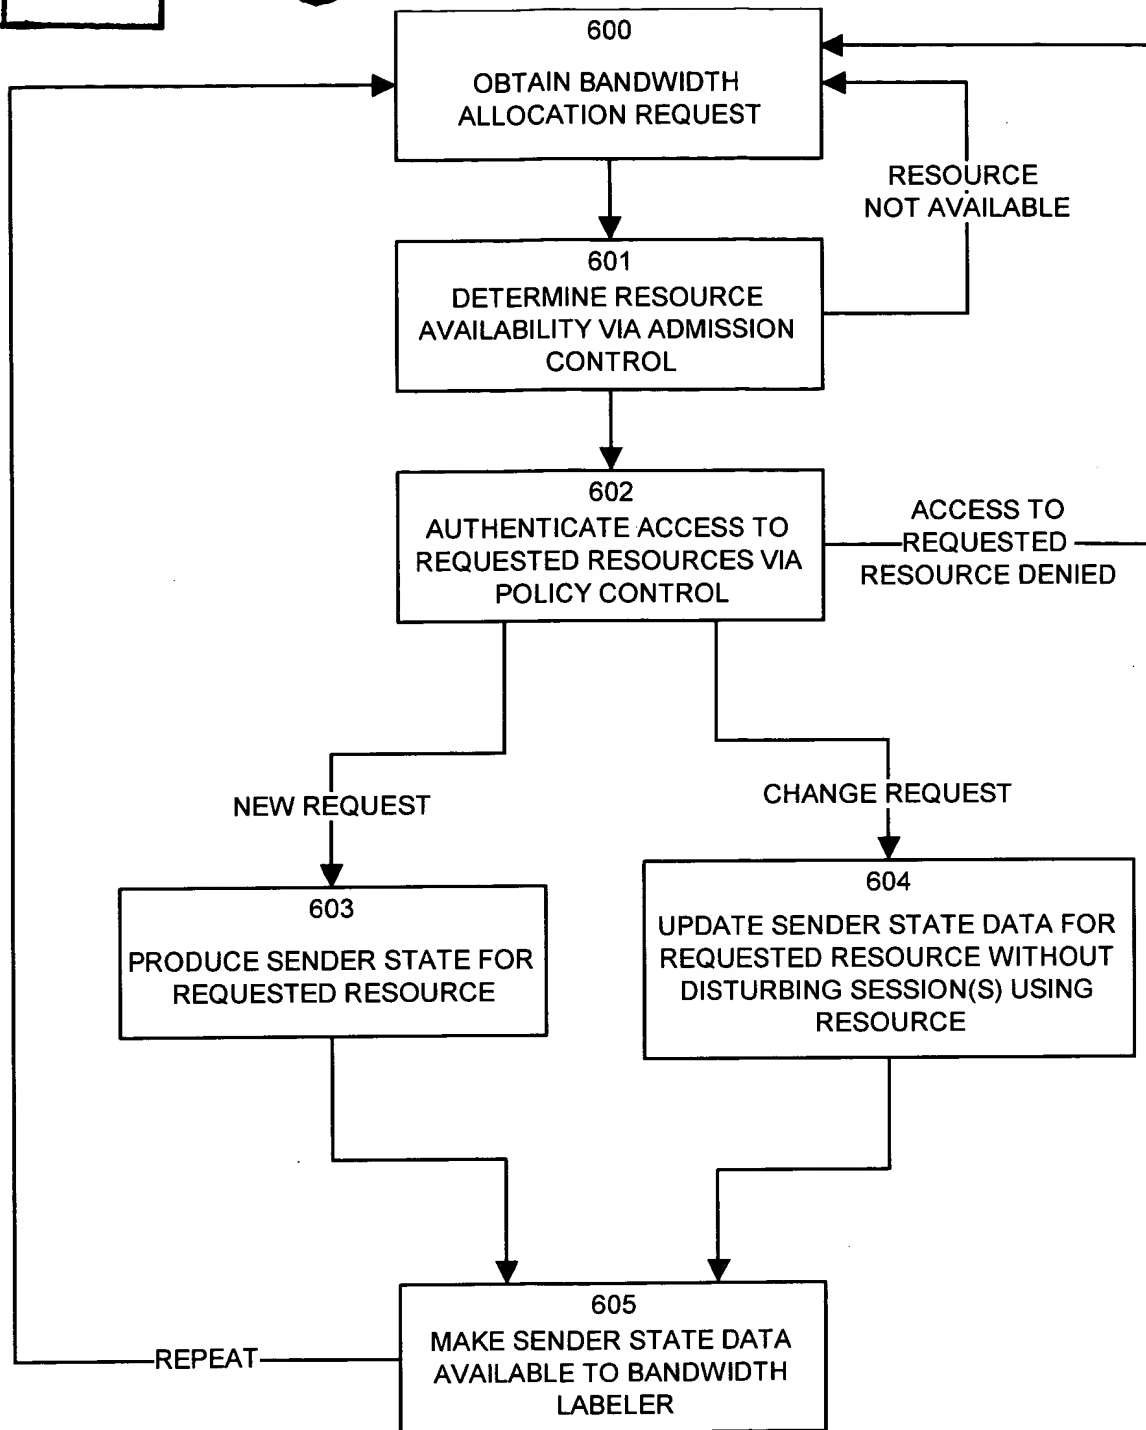 600
OBTAIN BANDWIDTH
ALLOCATION REQUEST
RESOURCE
NOT AVAILABLE
601
DETERMINE RESOURCE
AVAILABILITY VIA ADMISSION
CONTROL
602
AUTHENTICATE ACCESS TO
REQUESTED RESOURCES VIA
POLICY CONTROL
ACCESS TO
REQUESTED
RESOURCE DENIED
NEW REQUEST
CHANGE REQUEST
603
PRODUCE SENDER STATE FOR
REQUESTED RESOURCE
604
UPDATE SENDER STATE DATA FOR
REQUESTED RESOURCE WITHOUT
DISTURBING SESSION(S) USING
RESOURCE
605
MAKE SENDER STATE DATA
AVAILABLE TO BANDWIDTH
LABELER
REPEAT